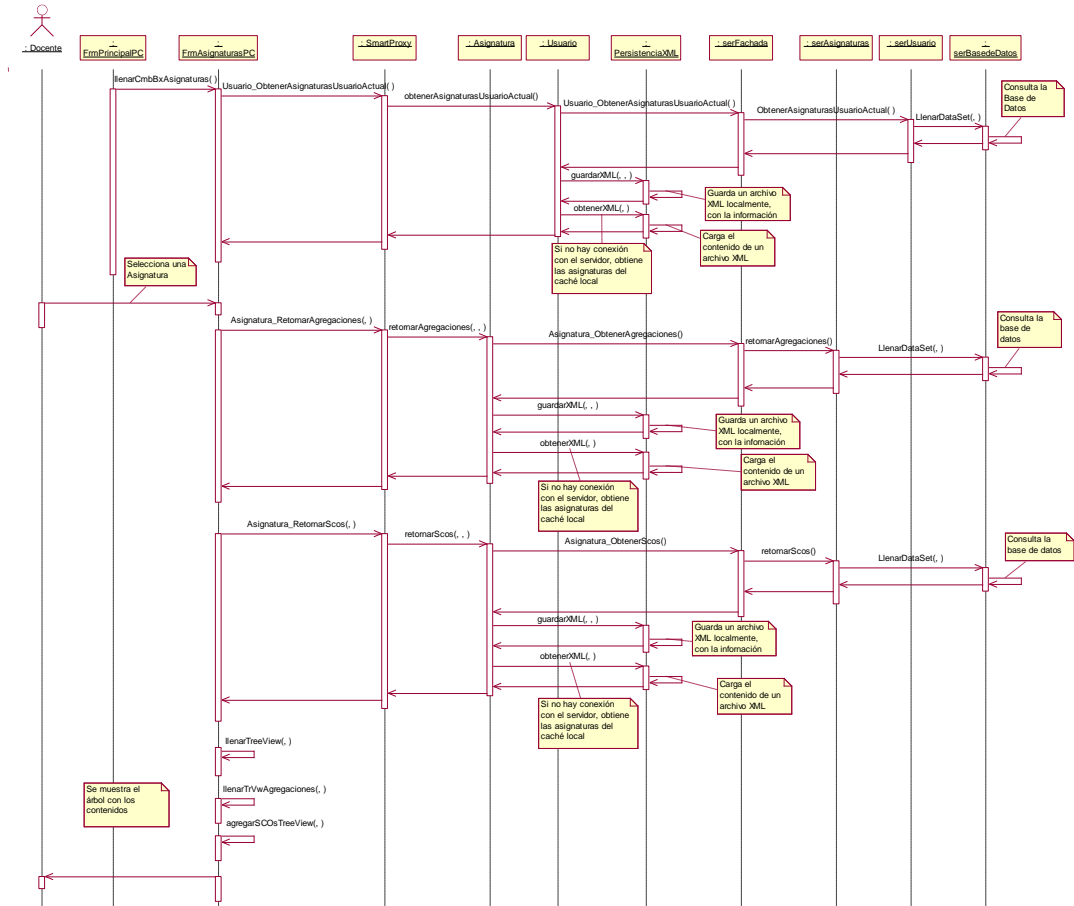 : Docente
:
FrmPrincipalPC
:
FrmAsignaturasPC
: SmartProxy
: Asignatura
: Usuario
:
PersistenciaXML
: serFachada
: serAsignaturas
: serUsuario
:
serBasedeDatos
llenarCmbBxAsignaturas( )
Usuario_ObtenerAsignaturasUsuarioActual( )
obtenerAsignaturasUsuarioActual()
Usuario_ObtenerAsignaturasUsuarioActual( )
ObtenerAsignaturasUsuarioActual( )
LlenarDataSet(, )
Consulta la
Base de
Datos
guardarXML(, , )
Guarda un archivo
XML localmente,
con la información
obtenerXML(, )
Carga el
contenido de un
archivo XML
Si no hay conexión
con el servidor, obtiene
las asignaturas del
caché local
Selecciona una
Asignatura
Asignatura_RetornarAgregaciones(, )
retornarAgregaciones(, , )
Asignatura_ObtenerAgregaciones()
retornarAgregaciones()
LlenarDataSet(, )
Consulta la
base de
datos
guardarXML(, , )
Guarda un archivo
XML localmente,
con la infornación
obtenerXML(, )
Carga el
contenido de un
archivo XML
Si no hay conexión
con el servidor, obtiene
las asignaturas del
caché local
Asignatura_RetornarScos(, )
retornarScos(, , )
Asignatura_ObtenerScos()
retornarScos()
LlenarDataSet(, )
Consulta la
base de datos
guardarXML(, , )
Guarda un archivo
XML localmente,
con la infornación
obtenerXML(, )
Carga el
contenido de un
archivo XML
Si no hay conexión
con el servidor, obtiene
las asignaturas del
caché local
llenarTreeView(, )
Se muestra el
árbol con los
contenidos
llenarTrVwAgregaciones(, )
agregarSCOsTreeView(, )